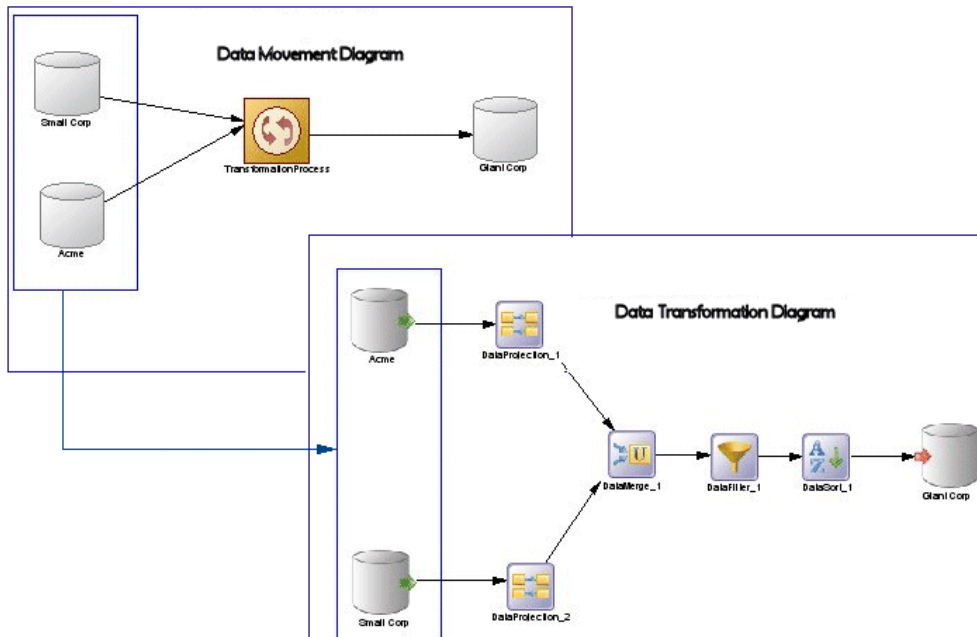 Data Movement Diagram
Small Corp
TransformationProcess
Giant Corp
Acme
Data Transformation Diagram
Acme
DataProjection_1
DataMerge_1
DataFilter_1
DataSort_1
Giant Corp
Small Corp
DataProjection_2